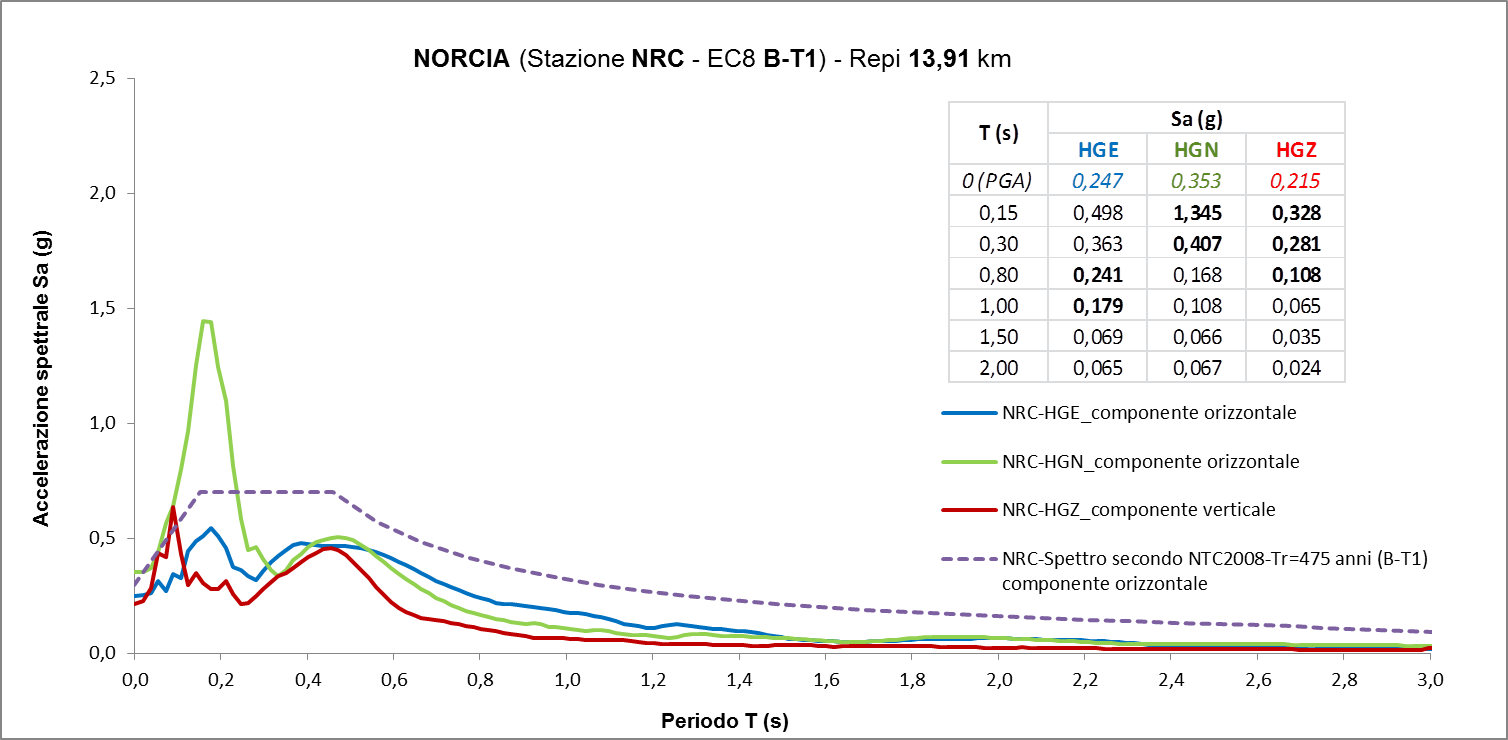 NORCIA (Stazione NRC - EC8 B-T1) - Repi 13,91 km
Accelerazione spettrale Sa (g)
2,5
2,0
1,5
1,0
0,5
0,0
0,0 0,2 0,4 0,6 0,8 1,0 1,2 1,4 1,6 1,8 2,0 2,2 2,4 2,6 2,8 3,0
Periodo T (s)
T (s) Sa (g)
HGE HGN HGZ
0 (PGA) 0,247 0,353 0,215
0,15 0,498 1,345 0,328
0,30 0,363 0,407 0,281
0,80 0,241 0,168 0,108
1,00 0,179 0,108 0,065
1,50 0,069 0,066 0,035
2,00 0,065 0,067 0,024
NRC-HGE_componente orizzontale
NRC-HGN_componente orizzontale
NRC-HGZ_componente verticale
NRC-Spettro secondo NTC2008-Tr=475 anni (B-T1)
componente orizzontale